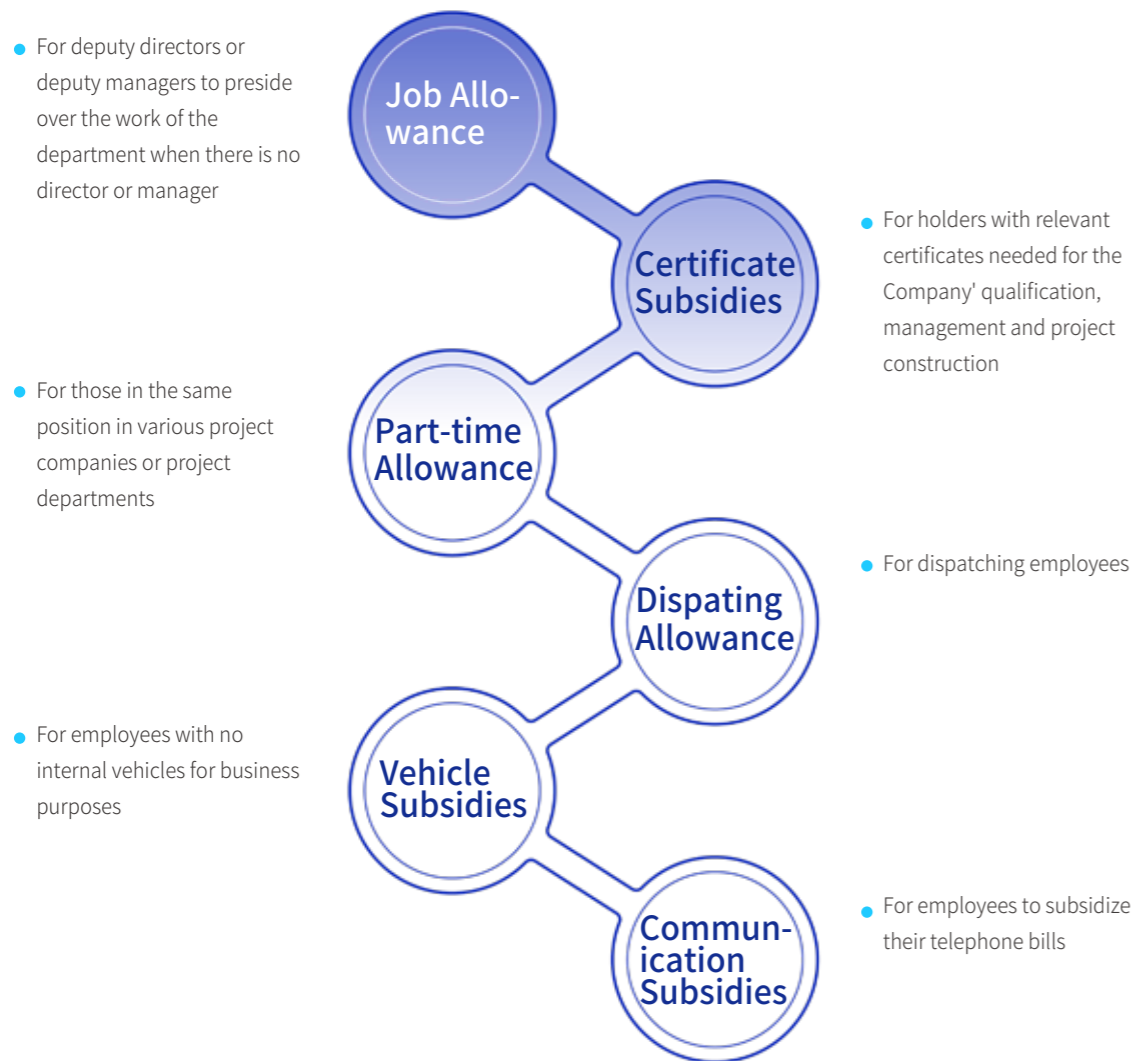 For deputy directors or
deputy managers to preside
over the work of the
department when there is no
director or manager
Job Allo-
wance
Certificate
Subsidies
For holders with relevant
certificates needed for the
Company' qualification,
management and project
construction
For those in the same
position in various project
companies or project
departments
Part-time
Allowance
Dispating
Allowance
For dispatching employees
For employees with no
internal vehicles for business
purposes
Vehicle
Subsidies
Commun-
ication
Subsidies
For employees to subsidize
their telephone bills